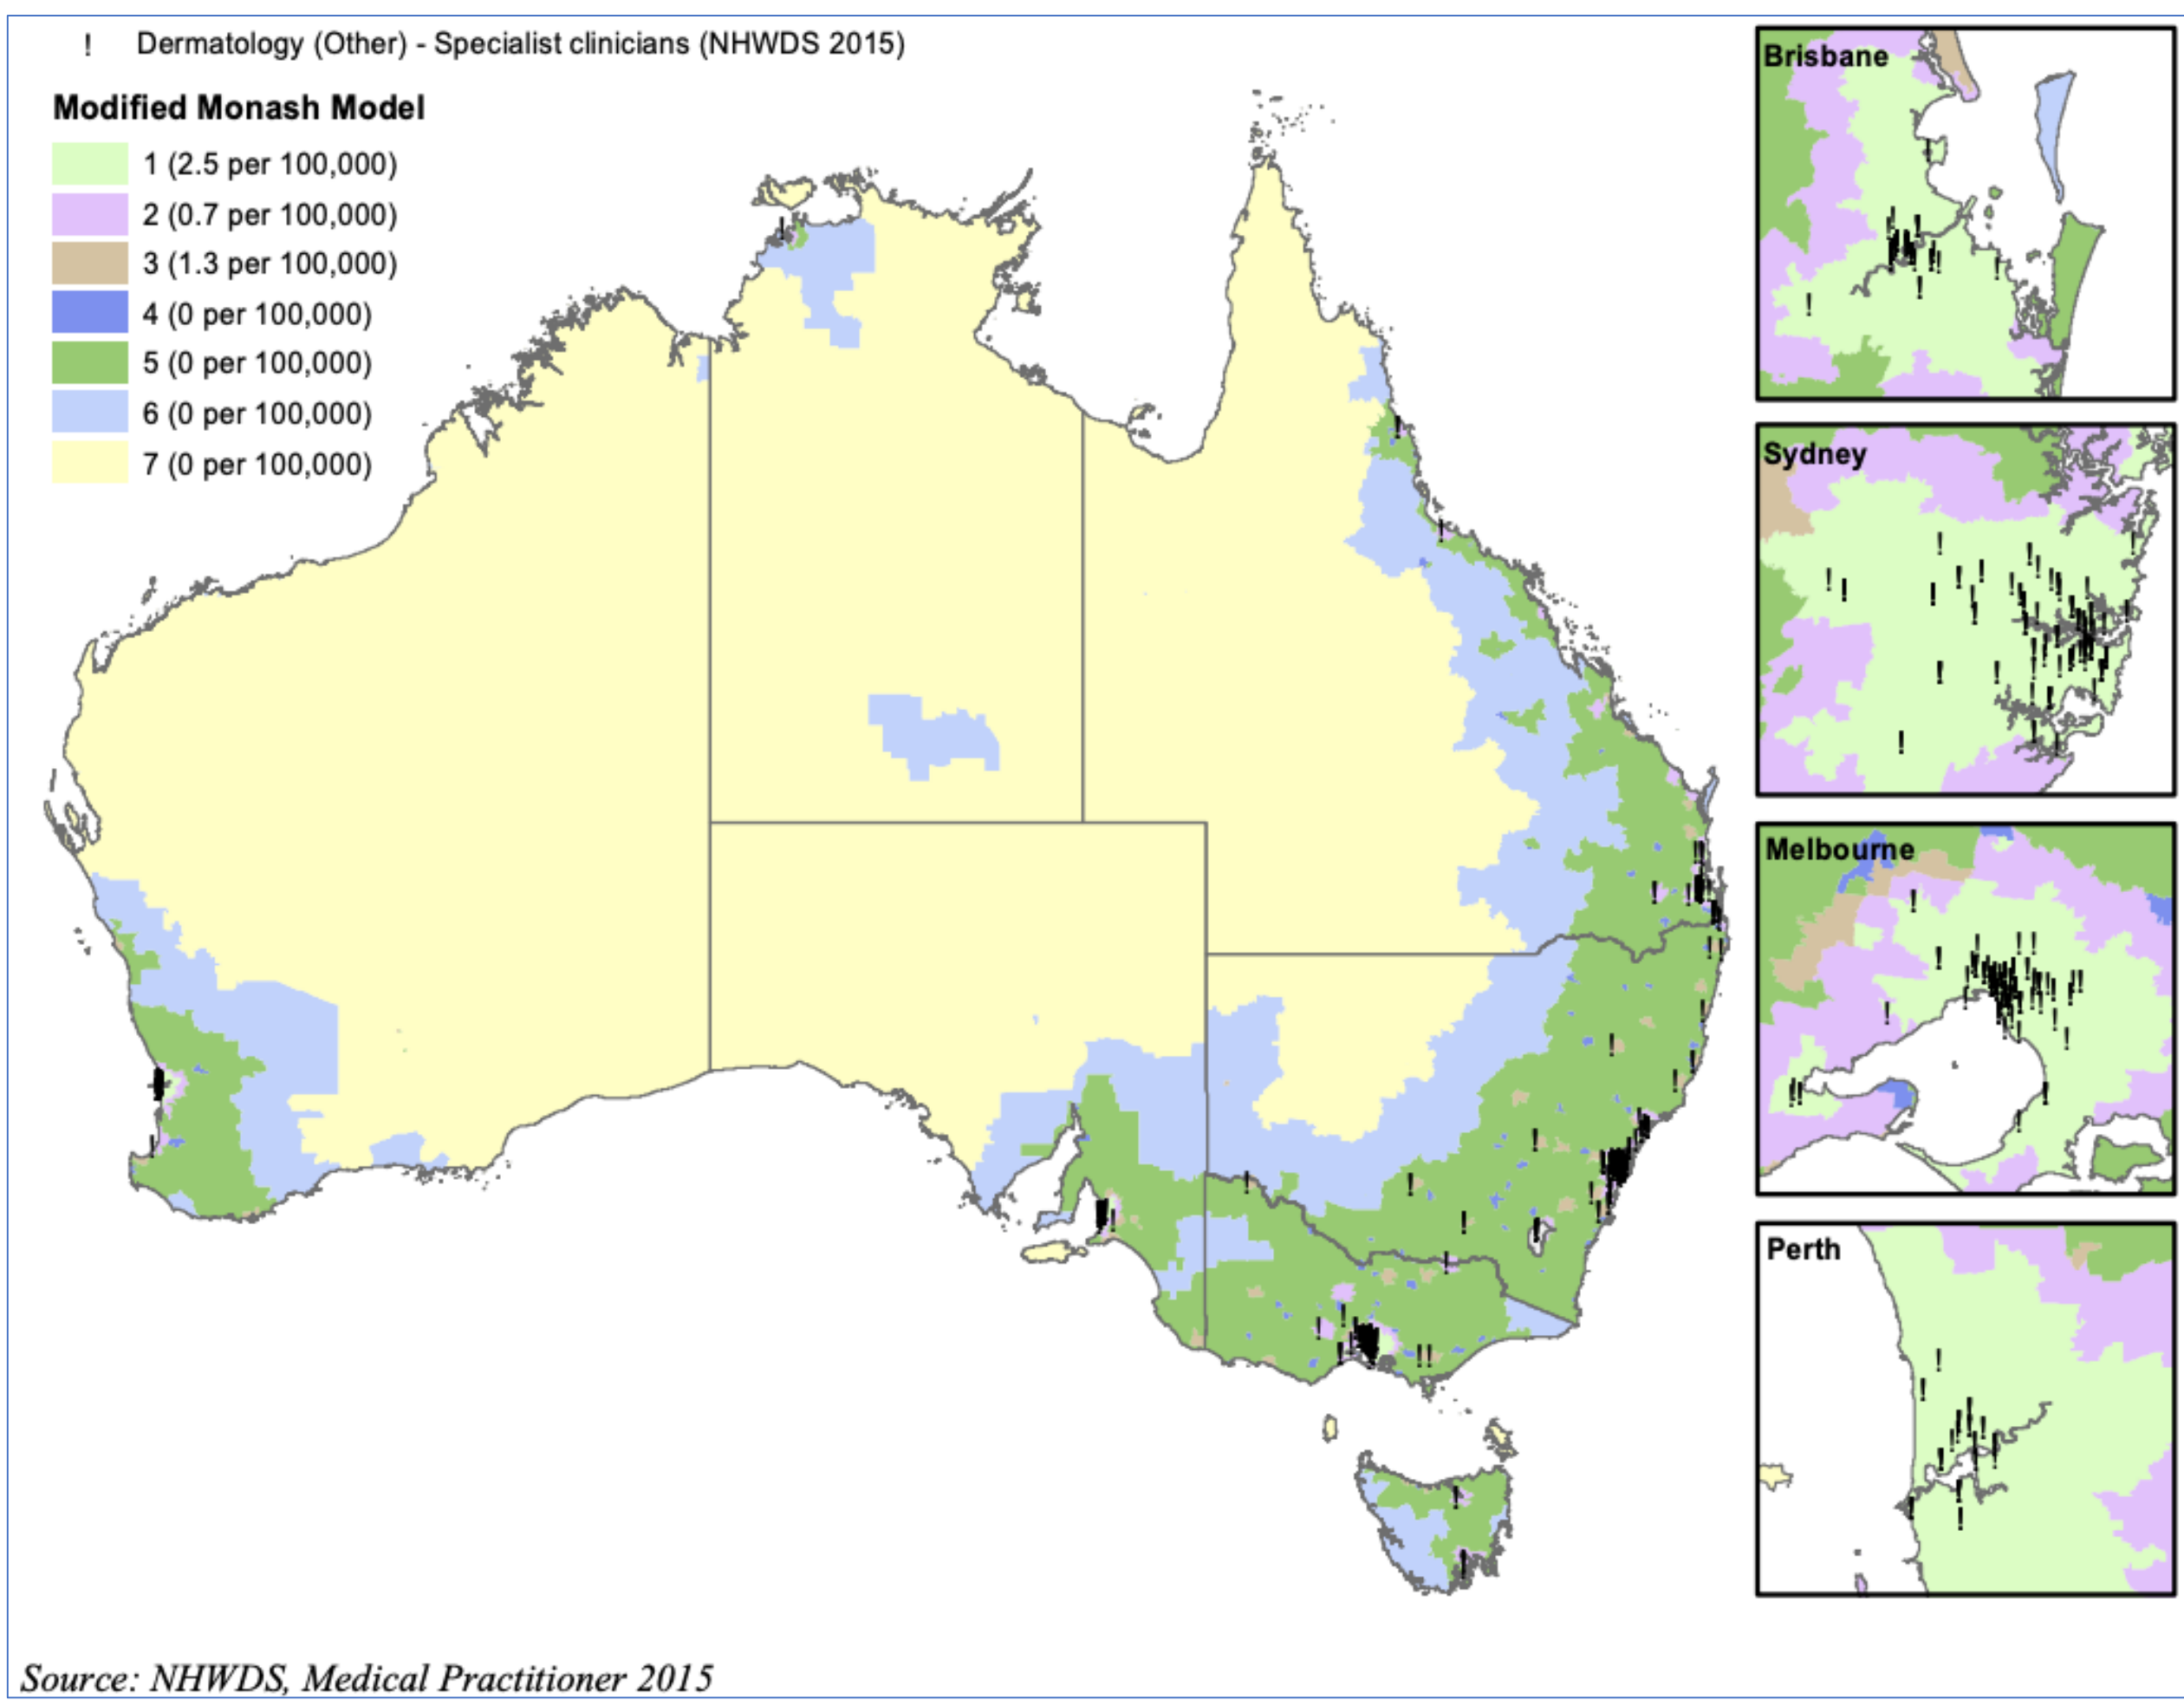 ! Dermatology (Other) - Specialist clinicians (NHWDS 2015)
Modified Monash Model
1 (2.5 per 100,000)
2 (0.7 per 100,000)
3 (1.3 per 100,000)
4 (0 per 100,000)
5 (0 per 100,000)
6 (0 per 100,000)
7 (0 per 100,000)
Brisbane
Sydney
Melbourne
Perth
Source: NHWDS, Medical Practitioner 2015